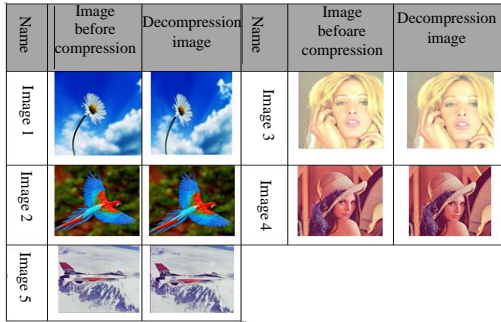 Name
Image
before
compression
Decompression
image
Name
Image
befoare
compression
Decompression
image
Image 1
Image 3
Image 2
Image 4
Image 5